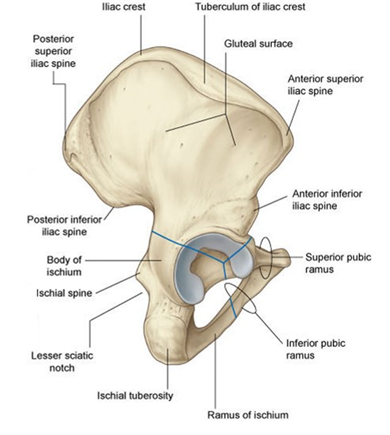 Iliac crest
Tuberculum of iliac crest
Posterior
superior
iliac spine
Gluteal surface
Anterior superior
iliac spine
Anterior inferior
iliac spine
Posterior inferior
iliac spine
Body of
ischium
Superior pubic
ramus
Ischial spine
Lesser sciatic
notch
Inferior pubic
ramus
Ischial tuberosity
Ramus of ischium